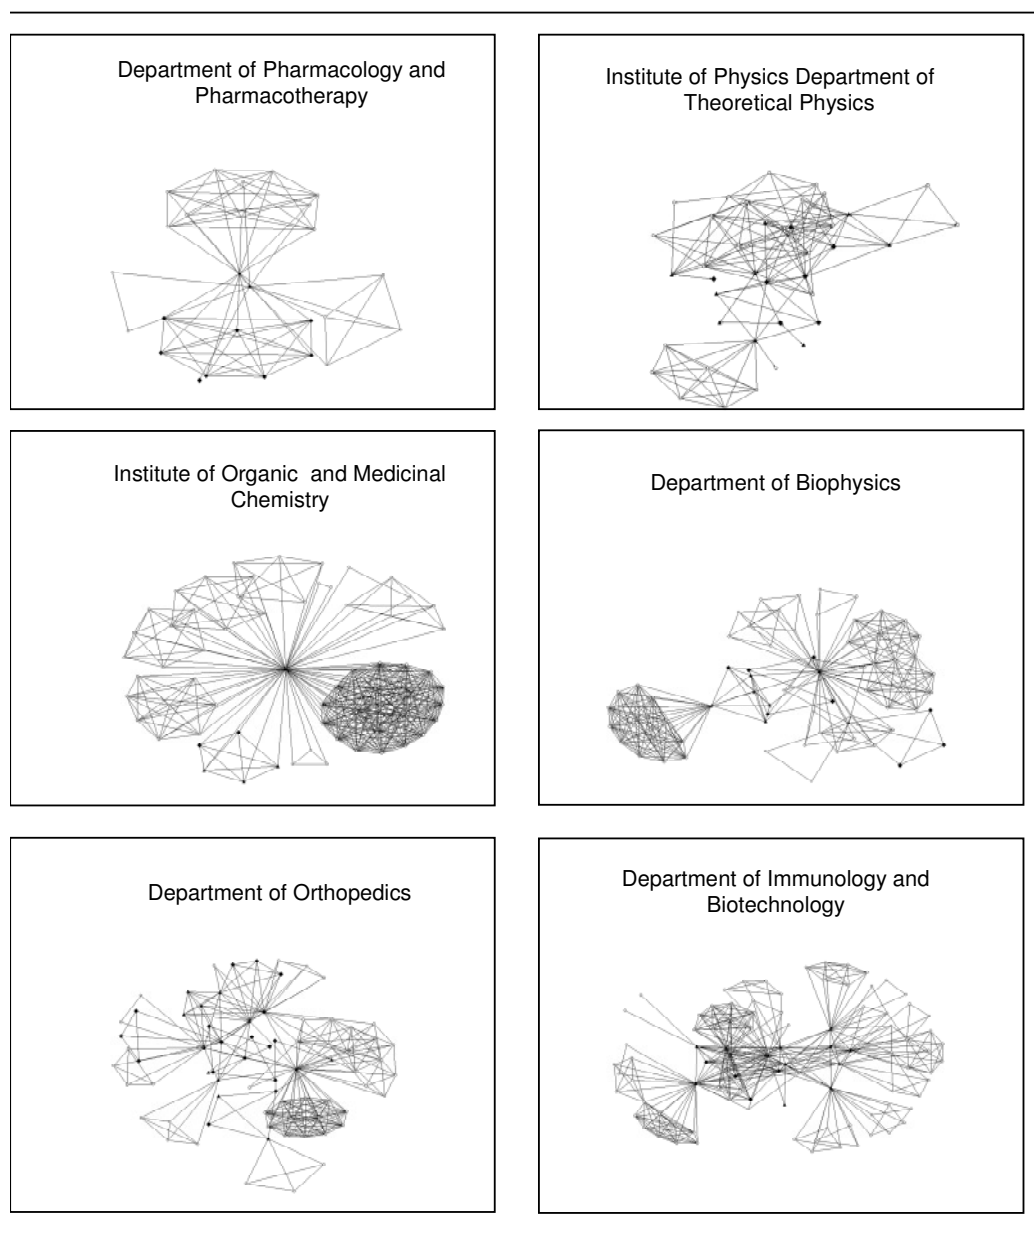 Department of Pharmacology and
Pharmacotherapy
Institute of Physics Department of
Theoretical Physics
Institute of Organic and Medicinal
Chemistry
Department of Biophysics
Department of Orthopedics
Department of Immunology and
Biotechnology